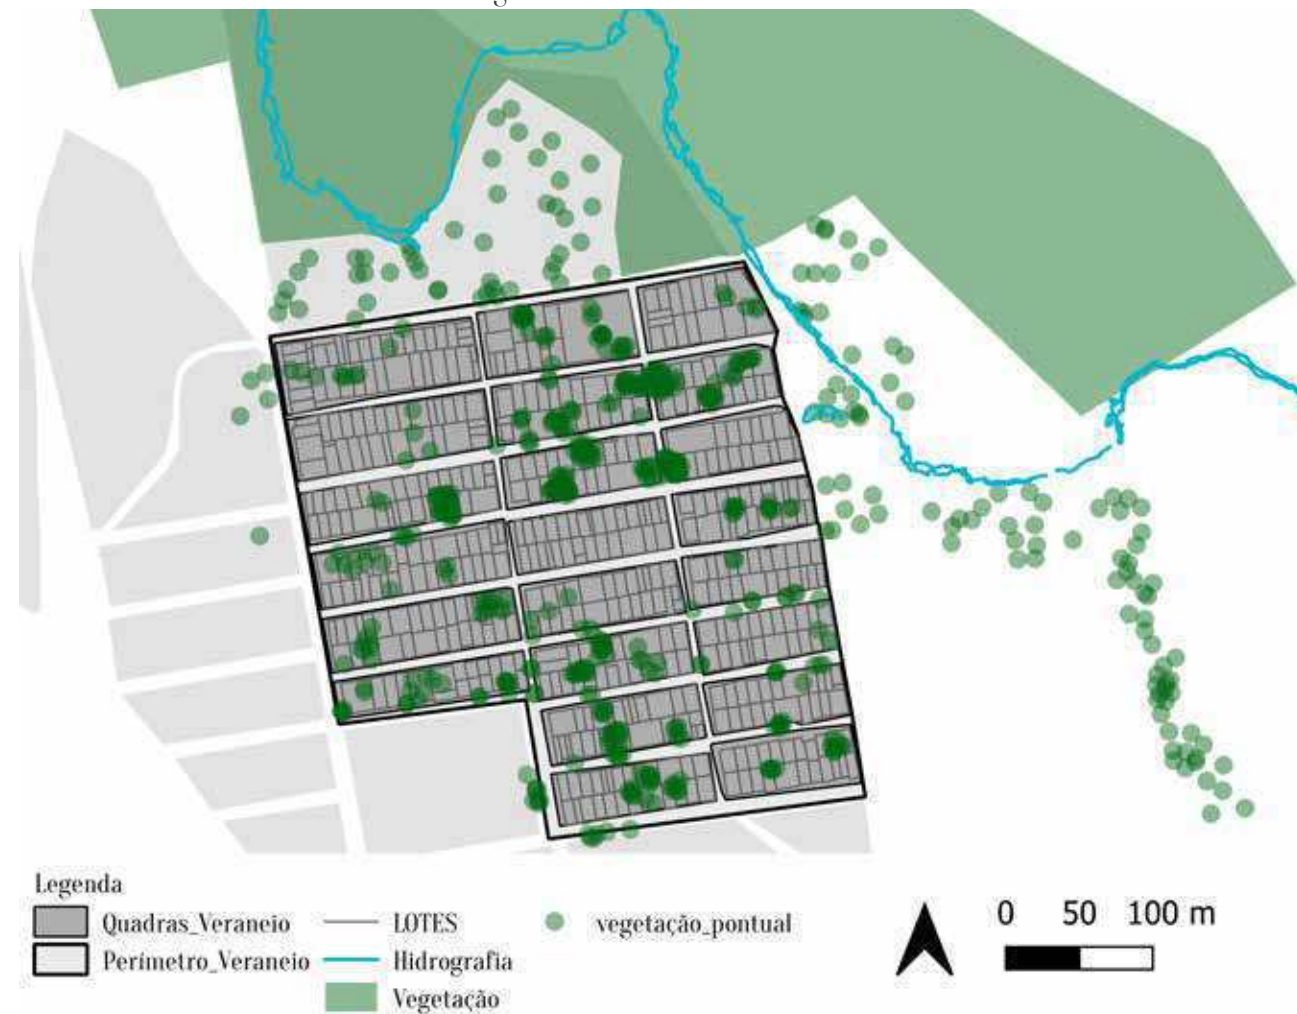 Legenda
Quadras_Veraneio
LOTES
vegetação_pontual
0 50 100 m
Perímetro_Veraneio
Hidrografia
Vegetação